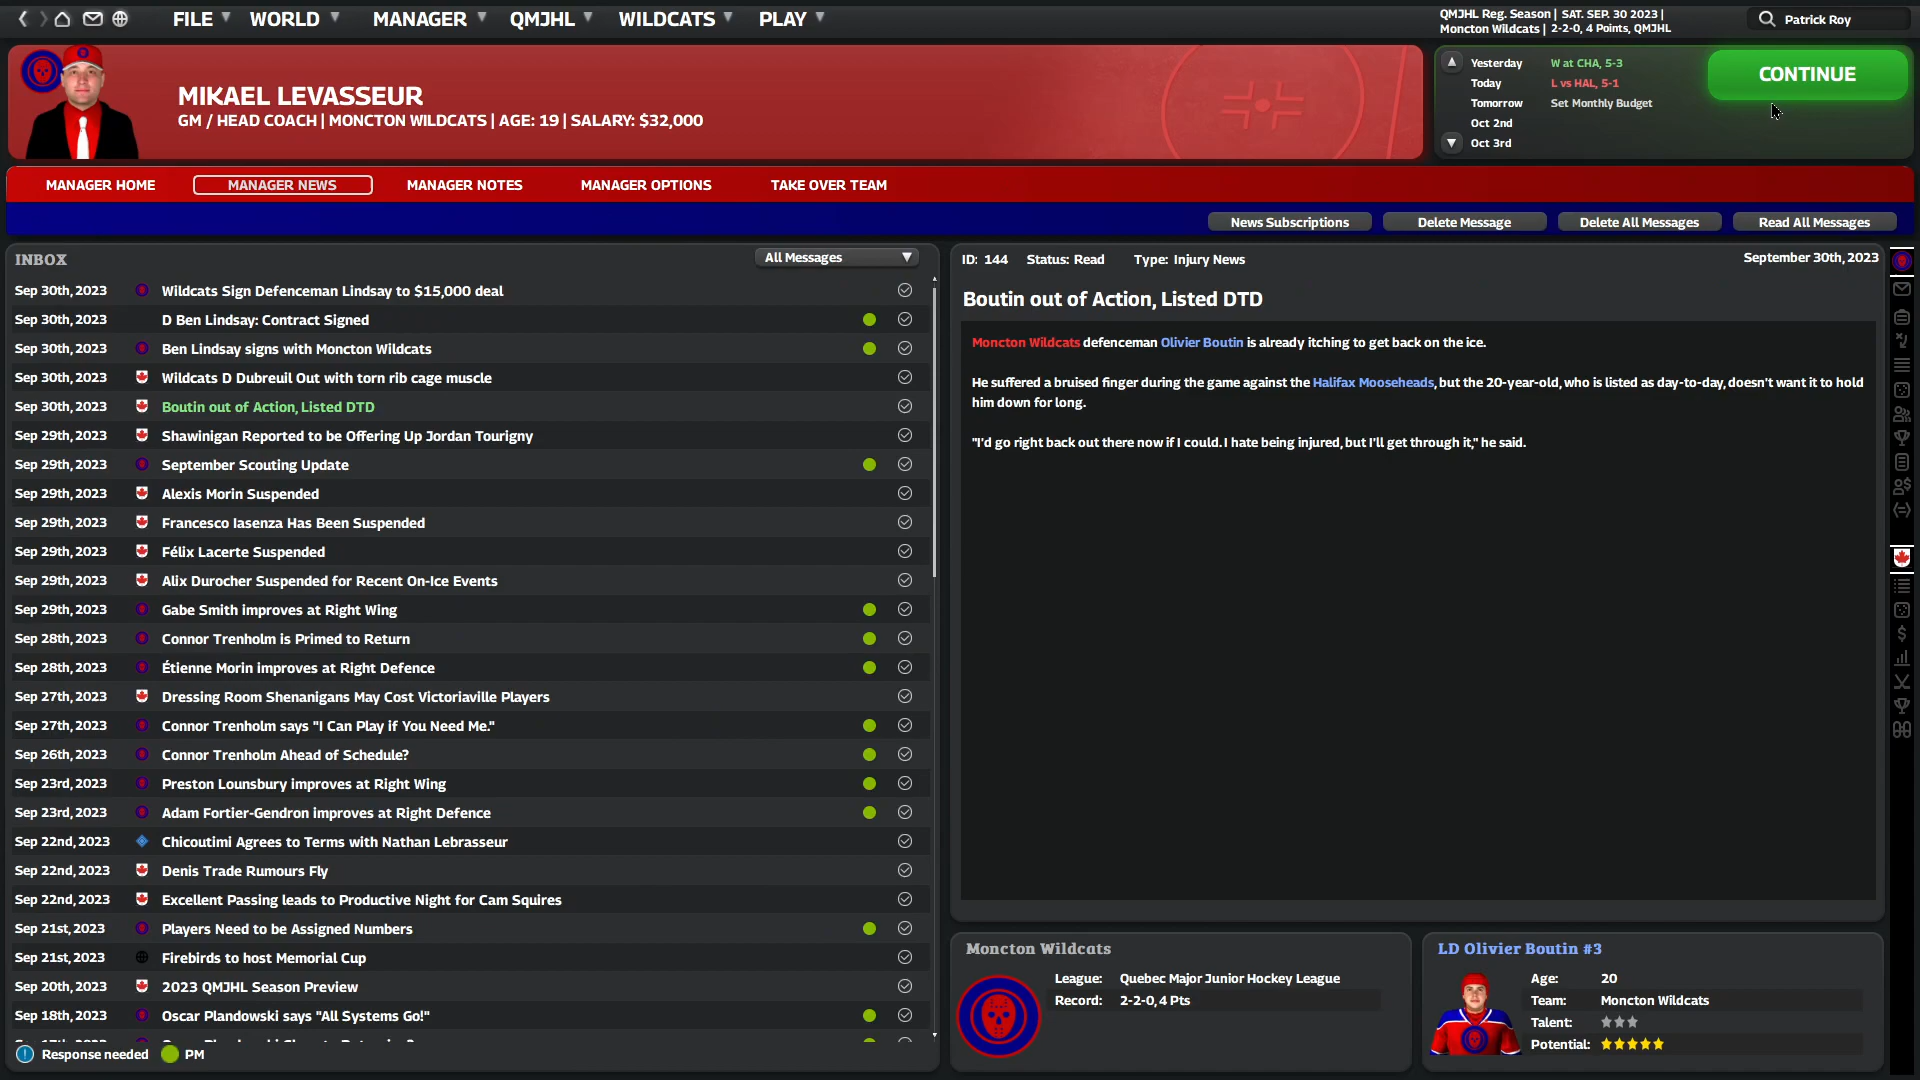 FILE WORLD MANAGER QMJHL WILDCATS PLAY
QMJHL Reg. Season | SAT. SEP. 30 2023 |
Moncton Wildcats | 2-2-0, 4 Points, QMJHL
Patrick Roy
MIKAEL LEVASSEUR
GM / HEAD COACH | MONCTON WILDCATS | AGE: 19 | SALARY: $32,000
Yesterday W at CHA, 5-3
Today L vs HAL, 5-1
Tomorrow Set Monthly Budget
Oct 2nd
Oct 3rd
CONTINUE
MANAGER HOME MANAGER NEWS MANAGER NOTES MANAGER OPTIONS TAKE OVER TEAM
News Subscriptions Delete Message Delete All Messages Read All Messages
INBOX All Messages
Sep 30th, 2023 Wildcats Sign Defenceman Lindsay to $15,000 deal
Sep 30th, 2023 D Ben Lindsay: Contract Signed
Sep 30th, 2023 Ben Lindsay signs with Moncton Wildcats
Sep 30th, 2023 Wildcats D Dubreuil Out with torn rib cage muscle
Sep 30th, 2023 Boutin out of Action, Listed DTD
Sep 29th, 2023 Shawinigan Reported to be Offering Up Jordan Tourigny
Sep 29th, 2023 September Scouting Update
Sep 29th, 2023 Alexis Morin Suspended
Sep 29th, 2023 Francesco Iasenza Has Been Suspended
Sep 29th, 2023 Félix Lacerte Suspended
Sep 29th, 2023 Alix Durocher Suspended for Recent On-Ice Events
Sep 29th, 2023 Gabe Smith improves at Right Wing
Sep 28th, 2023 Connor Trenholm is Primed to Return
Sep 28th, 2023 Étienne Morin improves at Right Defence
Sep 27th, 2023 Dressing Room Shenanigans May Cost Victoriaville Players
Sep 27th, 2023 Connor Trenholm says "I Can Play if You Need Me."
Sep 26th, 2023 Connor Trenholm Ahead of Schedule?
Sep 23rd, 2023 Preston Lounsbury improves at Right Wing
Sep 23rd, 2023 Adam Fortier-Gendron improves at Right Defence
Sep 22nd, 2023 Chicoutimi Agrees to Terms with Nathan Lebrasseur
Sep 22nd, 2023 Denis Trade Rumours Fly
Sep 22nd, 2023 Excellent Passing leads to Productive Night for Cam Squires
Sep 21st, 2023 Players Need to be Assigned Numbers
Sep 21st, 2023 Firebirds to host Memorial Cup
Sep 20th, 2023 2023 QMJHL Season Preview
Sep 18th, 2023 Oscar Plandowski says "All Systems Go!"
Response needed PM
ID: 144 Status: Read Type: Injury News September 30th, 2023
Boutin out of Action, Listed DTD
Moncton Wildcats defenceman Olivier Boutin is already itching to get back on the ice.
He suffered a bruised finger during the game against the Halifax Mooseheads, but the 20-year-old, who is listed as day-to-day, doesn't want it to hold
him down for long.
"I'd go right back out there now if I could. I hate being injured, but I'll get through it," he said.
Moncton Wildcats
League: Quebec Major Junior Hockey League
Record: 2-2-0, 4 Pts
LD Olivier Boutin #3
Age: 20
Team: Moncton Wildcats
Talent:
Potential: